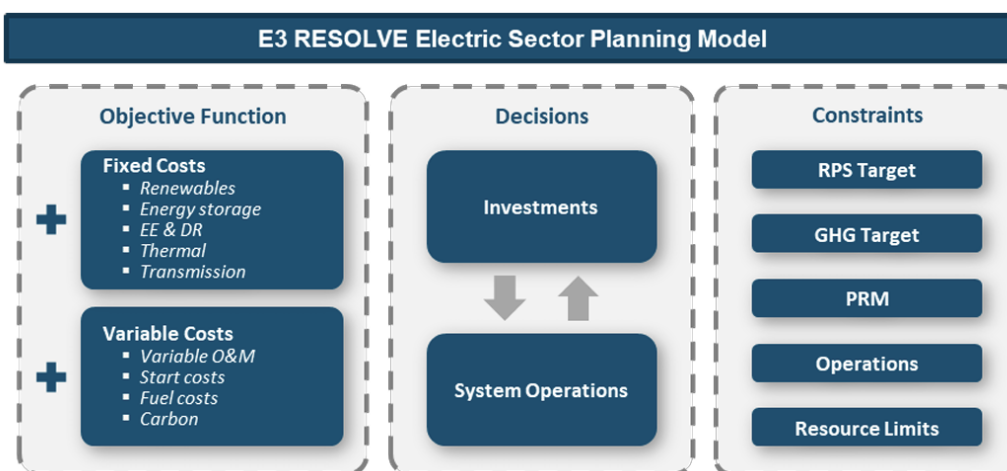 E3 RESOLVE Electric Sector Planning Model
Objective Function
Fixed Costs
▪ Renewables
▪ Energy storage
▪ EE & DR
▪ Thermal
▪ Transmission
Variable Costs
▪ Variable O&M
▪ Start costs
▪ Fuel costs
▪ Carbon
Decisions
Investments
System Operations
Constraints
RPS Target
GHG Target
PRM
Operations
Resource Limits